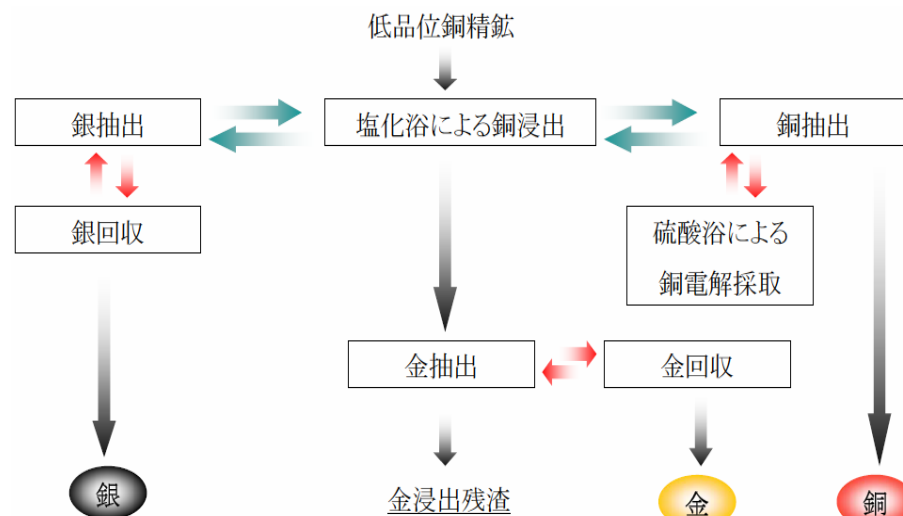 低品位銅精鉱
銀抽出
塩化浴による銅浸出
銅抽出
銀回収
硫酸浴による
銅電解採取
金抽出
金回収
銀
金浸出残渣
金
銅